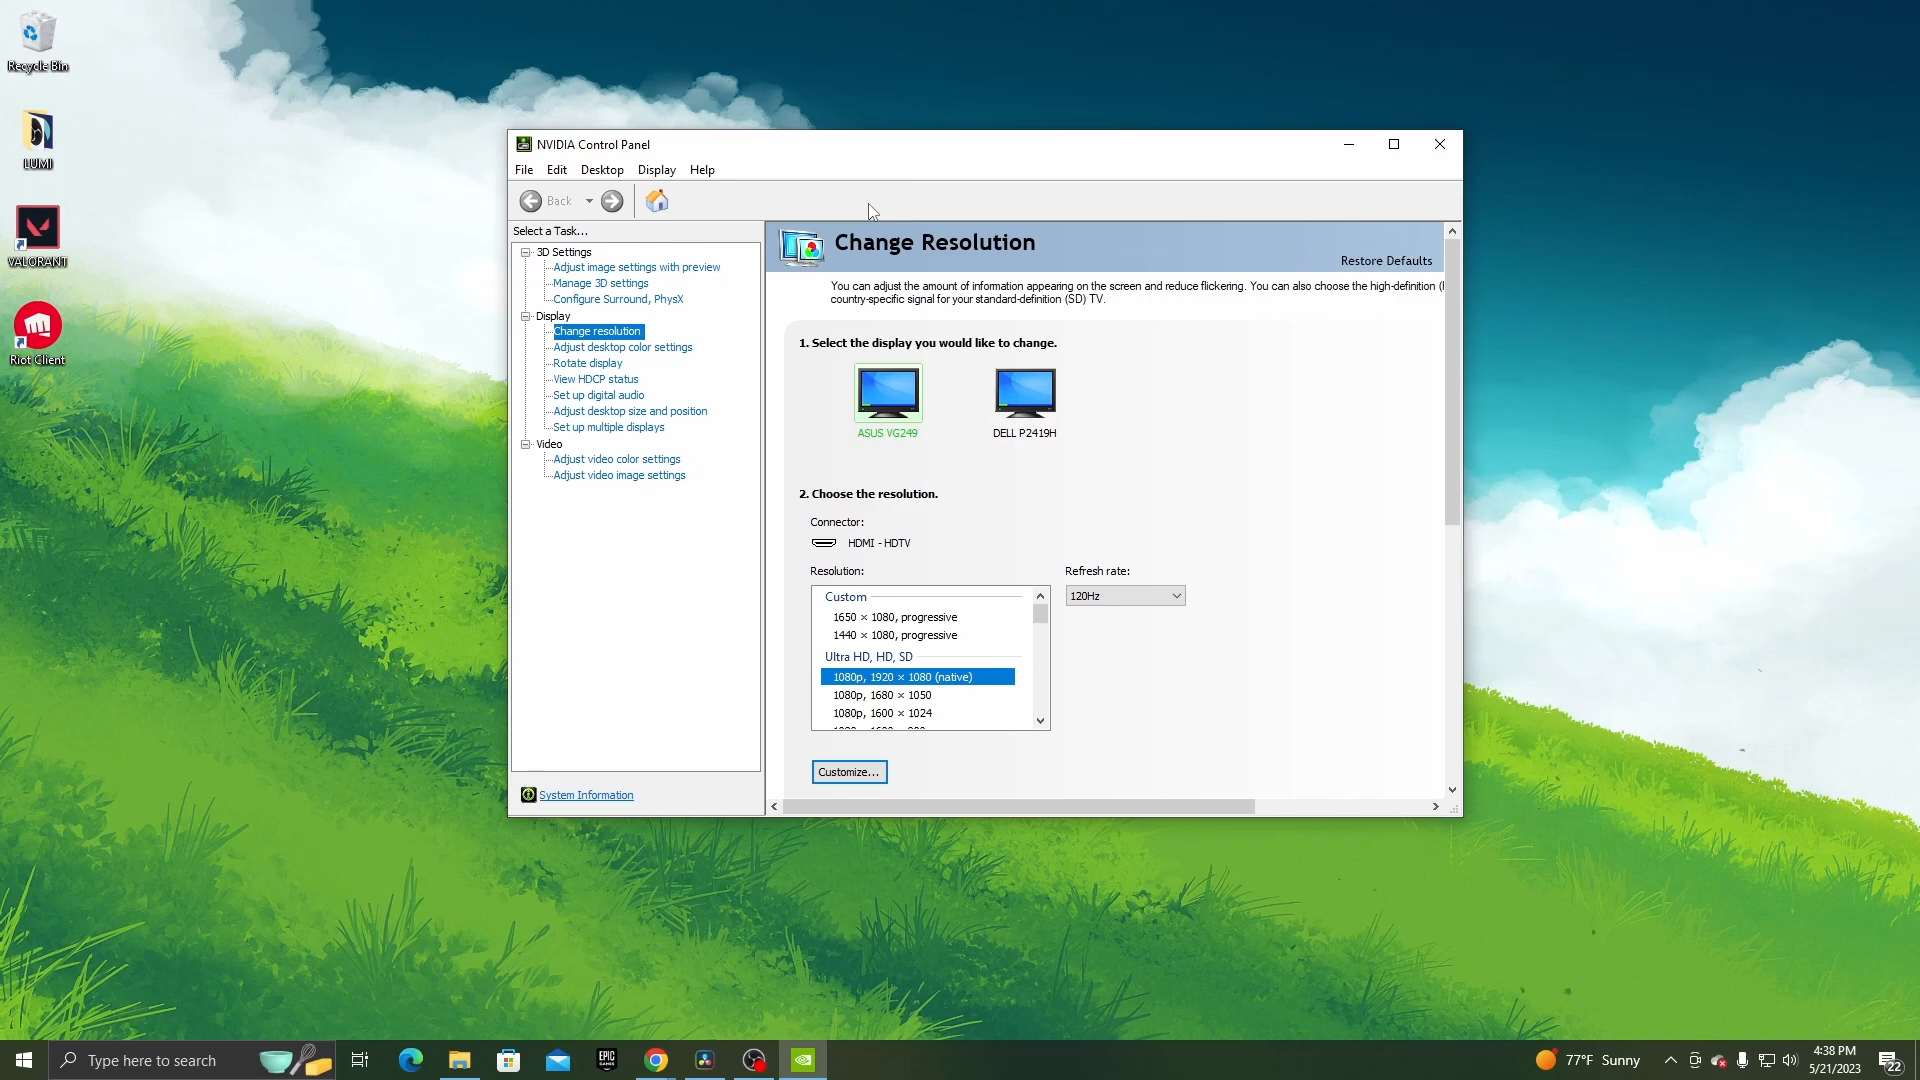 Recycle Bin
LUMI
VALORANT
Riot Client
NVIDIA Control Panel
File Edit Desktop Display Help
Back
Select a Task...
3D Settings
Adjust image settings with preview
Manage 3D settings
Configure Surround, PhysX
Display
Change resolution
Adjust desktop color settings
Rotate display
View HDCP status
Set up digital audio
Adjust desktop size and position
Set up multiple displays
Video
Adjust video color settings
Adjust video image settings
System Information
Change Resolution
Restore Defaults
You can adjust the amount of information appearing on the screen and reduce flickering. You can also choose the high-definition (
country-specific signal for your standard-definition (SD) TV.
1. Select the display you would like to change.
ASUS VG249 DELL P2419H
2. Choose the resolution.
Connector:
HDMI - HDTV
Resolution: Refresh rate:
120Hz
Custom
1650 × 1080, progressive
1440 × 1080, progressive
Ultra HD, HD, SD
1080p, 1920 × 1080 (native)
1080p, 1680 × 1050
1080p, 1600 × 1024
Customize...
Type here to search
EPIC GAMES
77°F Sunny
4:38 PM
5/21/2023
22